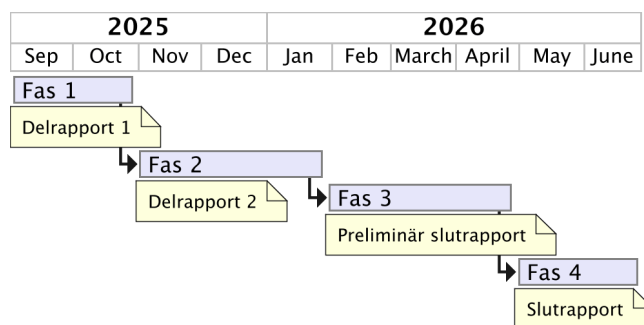 2025 2026
Sep Oct Nov Dec Jan Feb March April May June
Fas 1
Delrapport 1
Fas 2
Delrapport 2
Fas 3
Preliminär slutrapport
Fas 4
Slutrapport